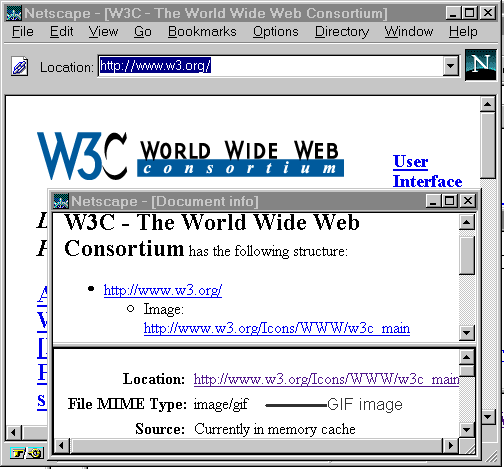 Netscape - [W3C - The World Wide Web Consortium]
File Edit View Go Bookmarks Options Directory Window Help
Location: http://www.w3.org/
N
W3C WORLD WIDE WEB
consortium
User
Interface
Netscape - [Document info]
W3C - The World Wide Web
Consortium has the following structure:
http://www.w3.org/
Image:
http://www.w3.org/Icons/WWW/w3c_main
Location: http://www.w3.org/Icons/WWW/w3c_main
File MIME Type: image/gif GIF image
Source: Currently in memory cache